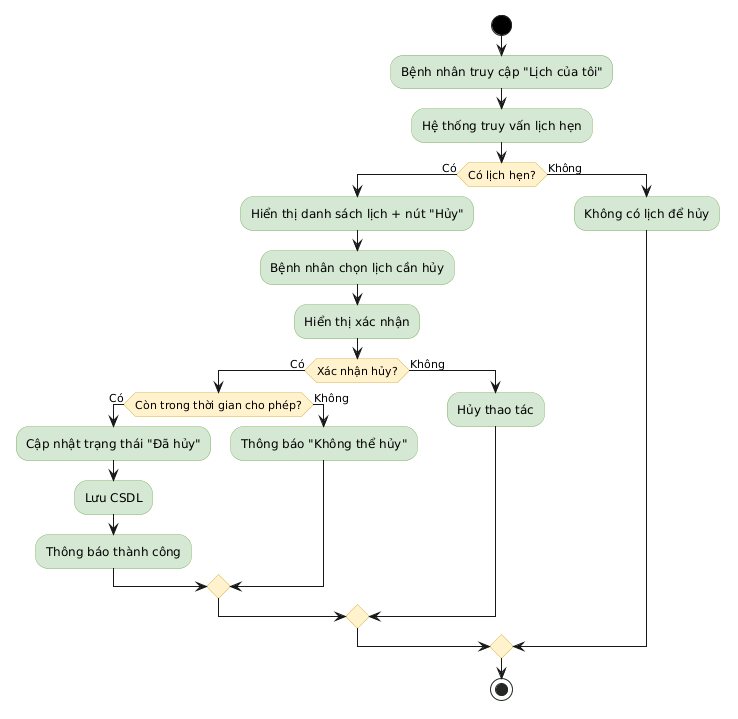 Bệnh nhân truy cập "Lịch của tôi"
Hệ thống truy vấn lịch hẹn
Có lịch hẹn?
Có
Không
Hiển thị danh sách lịch + nút "Hủy"
Không có lịch để hủy
Bệnh nhân chọn lịch cần hủy
Hiển thị xác nhận
Xác nhận hủy?
Có
Không
Còn trong thời gian cho phép?
Hủy thao tác
Có
Không
Cập nhật trạng thái "Đã hủy"
Thông báo "Không thể hủy"
Lưu CSDL
Thông báo thành công